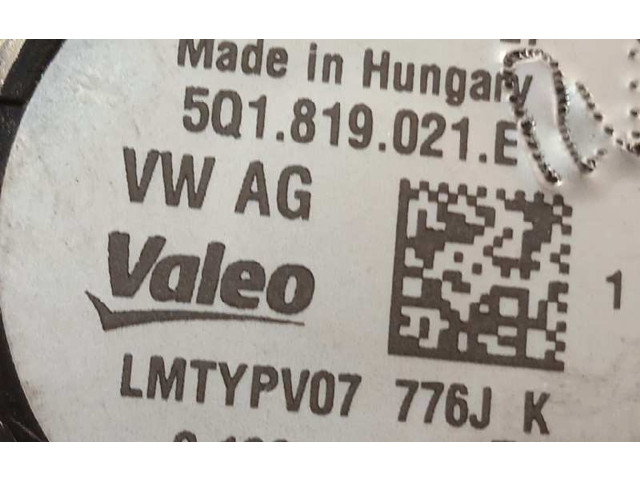 Made in Hungary
5Q1.819.021.E
VW AG
Valeo
1
LMTYPV07 776J K